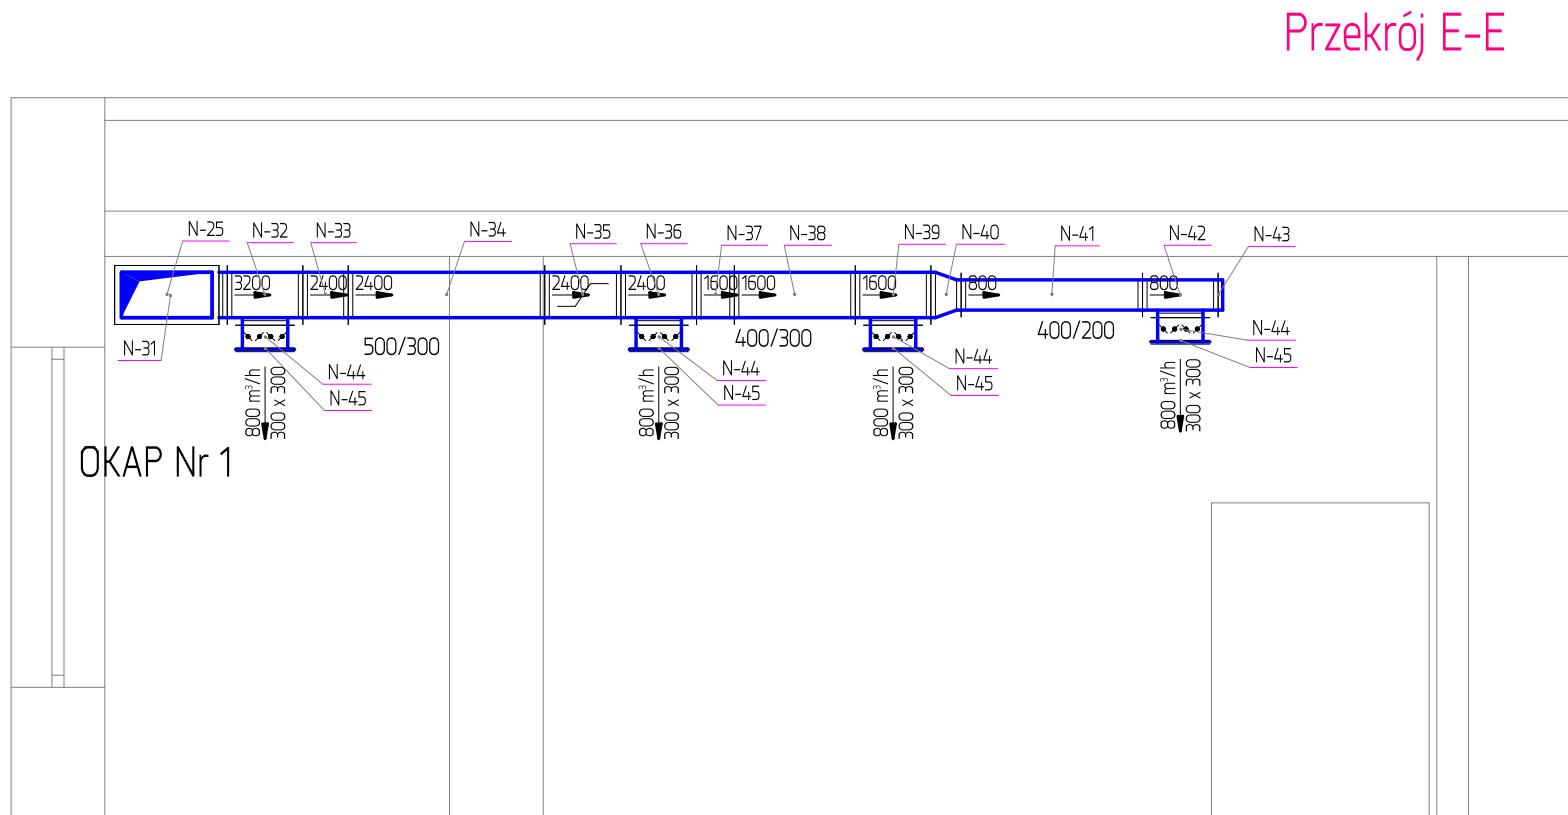 Przekrój E-E
N-25
N-32
N-33
N-34
N-35
N-36
N-37
N-38
N-39
N-40
N-41
N-42
N-43
3200
2400
2400
2400
2400
1600
1600
1600
800
800
N-31
500/300
400/300
400/200
N-44
N-45
N-44
N-45
N-44
N-45
N-44
N-45
800 m³/h
300 x 300
800 m³/h
300 x 300
800 m³/h
300 x 300
800 m³/h
300 x 300
OKAP Nr 1